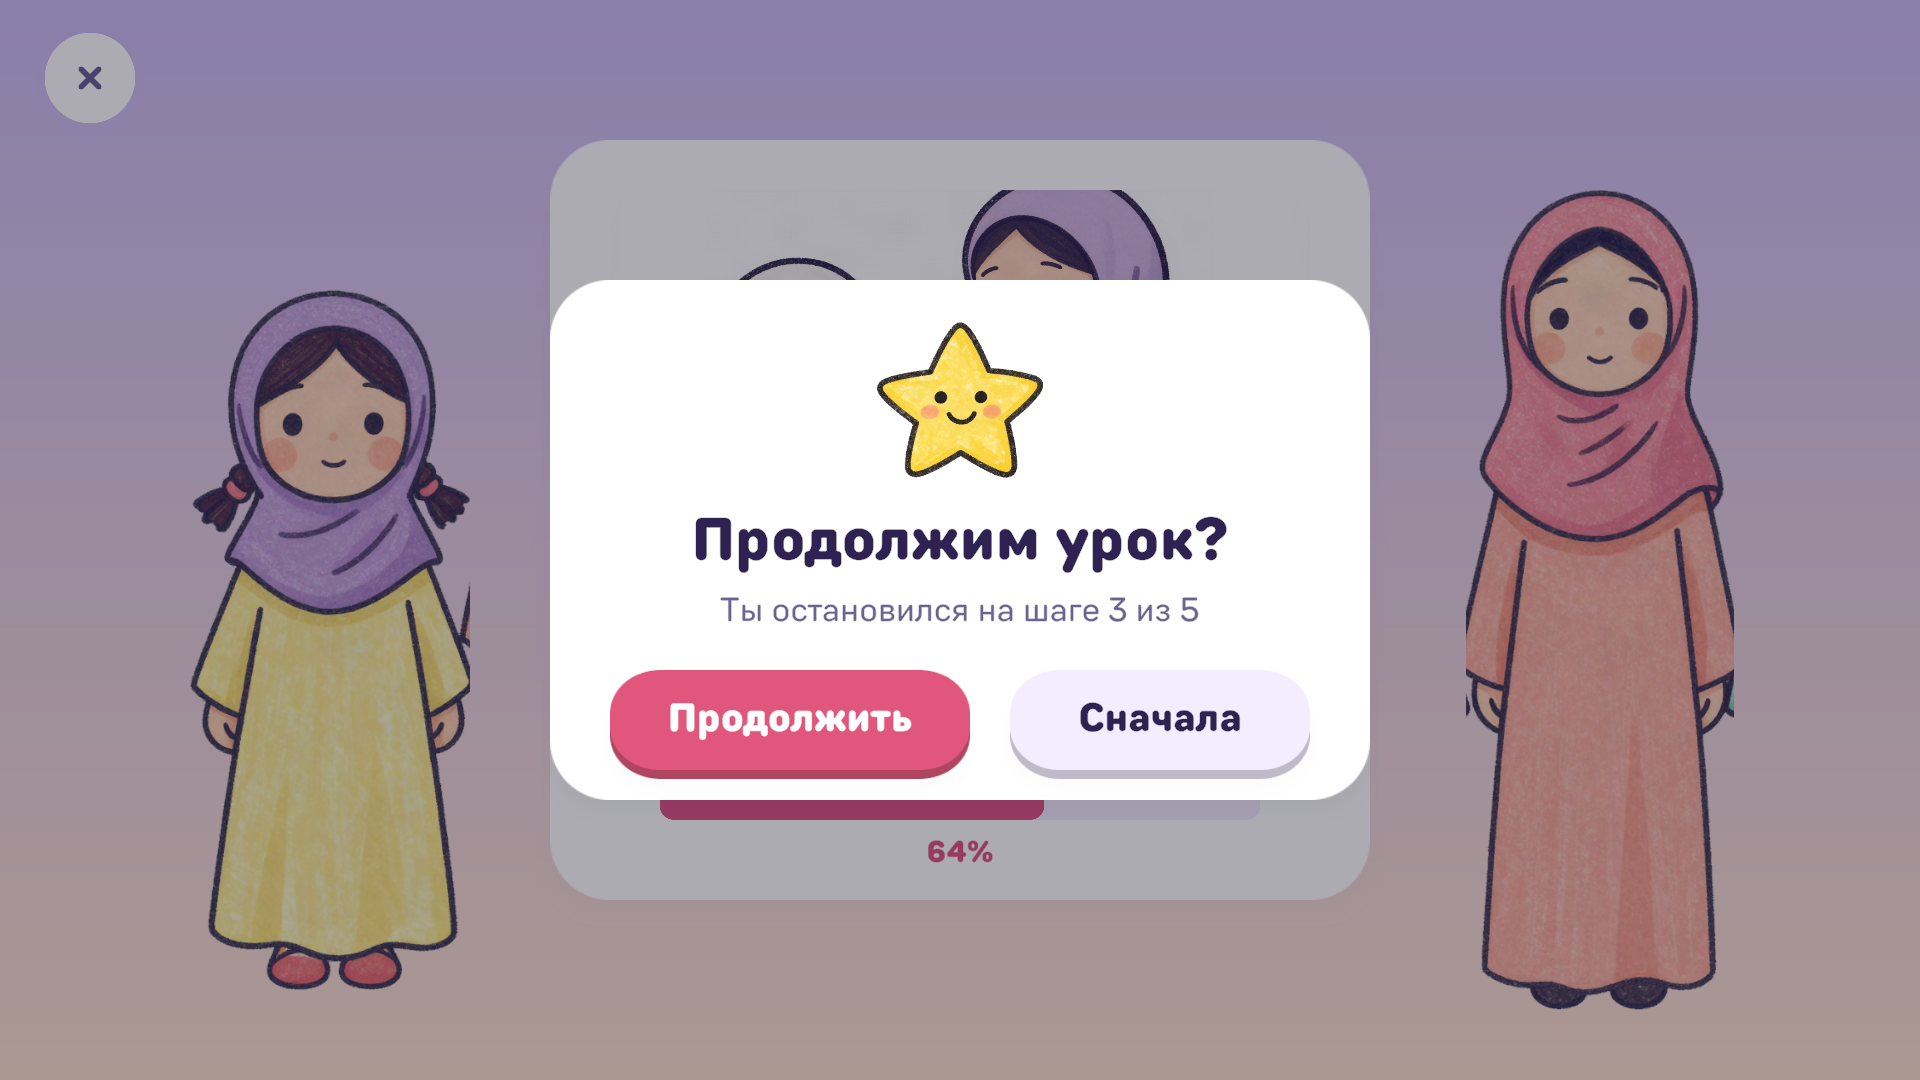 Продолжим урок?
Ты остановился на шаге 3 из 5
Продолжить
Сначала
64%